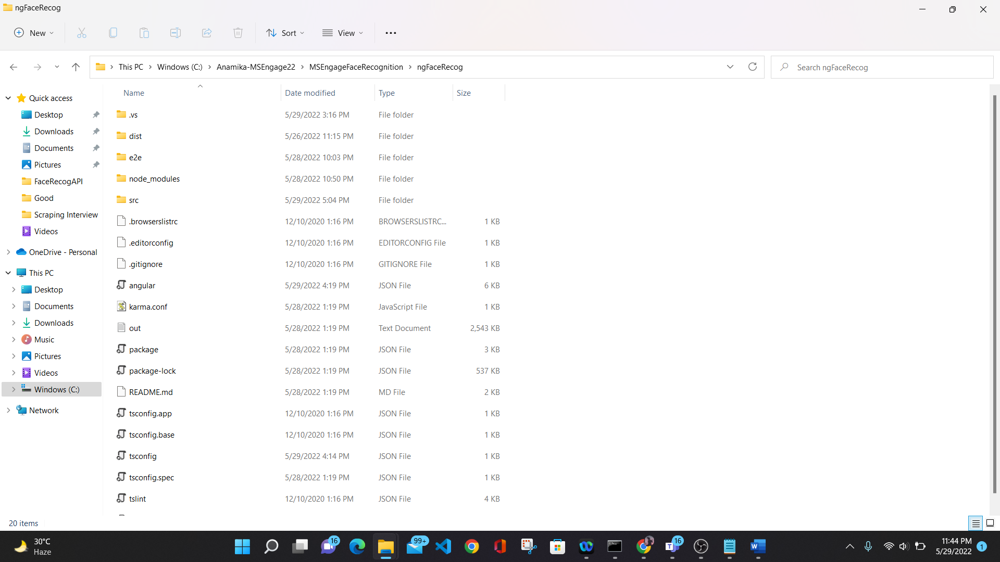 ngFaceRecog
New
Sort
View
This PC > Windows (C:) > Anamika-MSEngage22 > MSEngageFaceRecognition > ngFaceRecog
Search ngFaceRecog
Quick access
Desktop
Downloads
Documents
Pictures
FaceRecogAPI
Good
Scraping Interview
Videos
OneDrive - Personal
This PC
Desktop
Documents
Downloads
Music
Pictures
Videos
Windows (C:)
Network
Name Date modified Type Size
.vs 5/29/2022 3:16 PM File folder
dist 5/26/2022 11:15 PM File folder
e2e 5/28/2022 10:03 PM File folder
node_modules 5/28/2022 10:50 PM File folder
src 5/29/2022 5:04 PM File folder
.browserslistrc 12/10/2020 1:16 PM BROWSERSLISTRC... 1 KB
.editorconfig 12/10/2020 1:16 PM EDITORCONFIG File 1 KB
.gitignore 12/10/2020 1:16 PM GITIGNORE File 1 KB
angular 5/29/2022 4:19 PM JSON File 6 KB
karma.conf 5/28/2022 1:19 PM JavaScript File 1 KB
out 5/28/2022 1:19 PM Text Document 2,543 KB
package 5/28/2022 1:19 PM JSON File 3 KB
package-lock 5/28/2022 1:19 PM JSON File 537 KB
README.md 5/28/2022 1:19 PM MD File 2 KB
tsconfig.app 12/10/2020 1:16 PM JSON File 1 KB
tsconfig.base 12/10/2020 1:16 PM JSON File 1 KB
tsconfig 5/29/2022 4:14 PM JSON File 1 KB
tsconfig.spec 5/28/2022 1:19 PM JSON File 1 KB
tslint 12/10/2020 1:16 PM JSON File 4 KB
20 items
30°C
Haze
16
99+
16
11:44 PM
5/29/2022
1